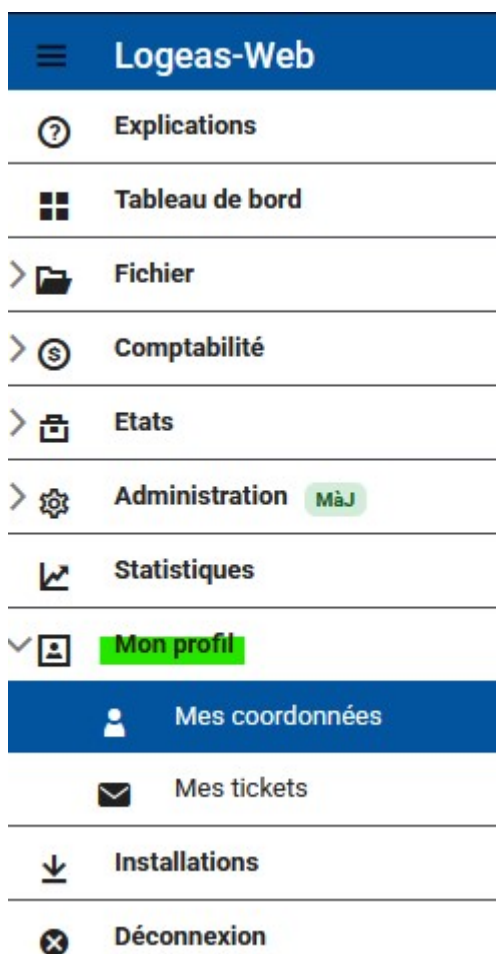 Logeas-Web
Explications
Tableau de bord
Fichier
Comptabilité
Etats
Administration MàJ
Statistiques
Mon profil
Mes coordonnées
Mes tickets
Installations
Déconnexion